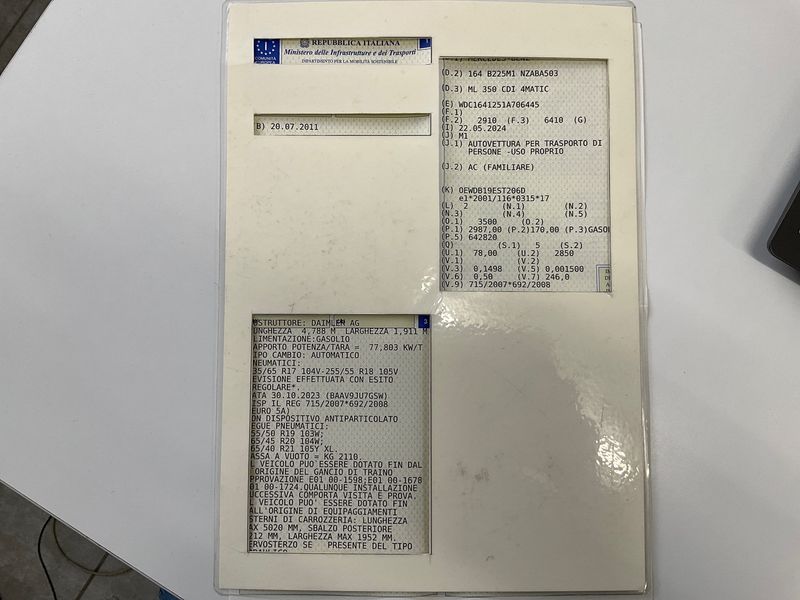 REPUBBLICA ITALIANA
Ministero delle Infrastrutture e dei Trasporti
DIPARTIMENTO PER LA MOBILITÀ SOSTENIBILE
I
COMUNITÀ
EUROPEA
1
B) 20.07.2011
MERCEDES-BENZ
(D.2) 164 B225M1 NZABA503
(D.3) ML 350 CDI 4MATIC
(E) WDC1641251A706445
(F.1)
(F.2) 2910 (F.3) 6410 (G)
(I) 22.05.2024
(J) M1
(J.1) AUTOVETTURA PER TRASPORTO DI
PERSONE -USO PROPRIO
(J.2) AC (FAMILIARE)
(K) OEWDB19EST206D
e1*2001/116*0315*17
(L) 2 (N.1) (N.2)
(N.3) (N.4) (N.5)
(O.1) 3500 (O.2)
(P.1) 2987,00 (P.2)170,00 (P.3)GASOL
(P.5) 642820
(Q) (S.1) 5 (S.2)
(U.1) 78,00 (U.2) 2850
(V.1) (V.2)
(V.3) 0,1498 (V.5) 0,001500
(V.6) 0,50 (V.7) 246,0
(V.9) 715/2007*692/2008
3
OSTRUTTORE: DAIMLER AG
UNGHEZZA 4,788 M LARGHEZZA 1,911 M
LIMENTAZIONE:GASOLIO
APPORTO POTENZA/TARA = 77,803 KW/T
IPO CAMBIO: AUTOMATICO
NEUMATICI:
35/65 R17 104V-255/55 R18 105V
EVISIONE EFFETTUATA CON ESITO
REGOLARE*.
ATA 30.10.2023 (BAAV9JU7GSW)
ISP IL REG 715/2007*692/2008
EURO 5A)
ON DISPOSITIVO ANTIPARTICOLATO
EGUE PNEUMATICI:
55/50 R19 103W;
65/45 R20 104W;
65/40 R21 105Y XL.
ASSA A VUOTO = KG 2110.
L VEICOLO PUO'ESSERE DOTATO FIN DAL
'ORIGINE DEL GANCIO DI TRAINO
PPROVAZIONE E01 00-1598;E01 00-1678
01 00-1724.QUALUNQUE INSTALLAZIONE
UCCESSIVA COMPORTA VISITA E PROVA.
L VEICOLO PUO' ESSERE DOTATO FIN
ALL'ORIGINE DI EQUIPAGGIAMENTI
STERNI DI CARROZZERIA: LUNGHEZZA
AX 5020 MM, SBALZO POSTERIORE
212 MM, LARGHEZZA MAX 1952 MM.
ERVOSTERZO SE PRESENTE DEL TIPO